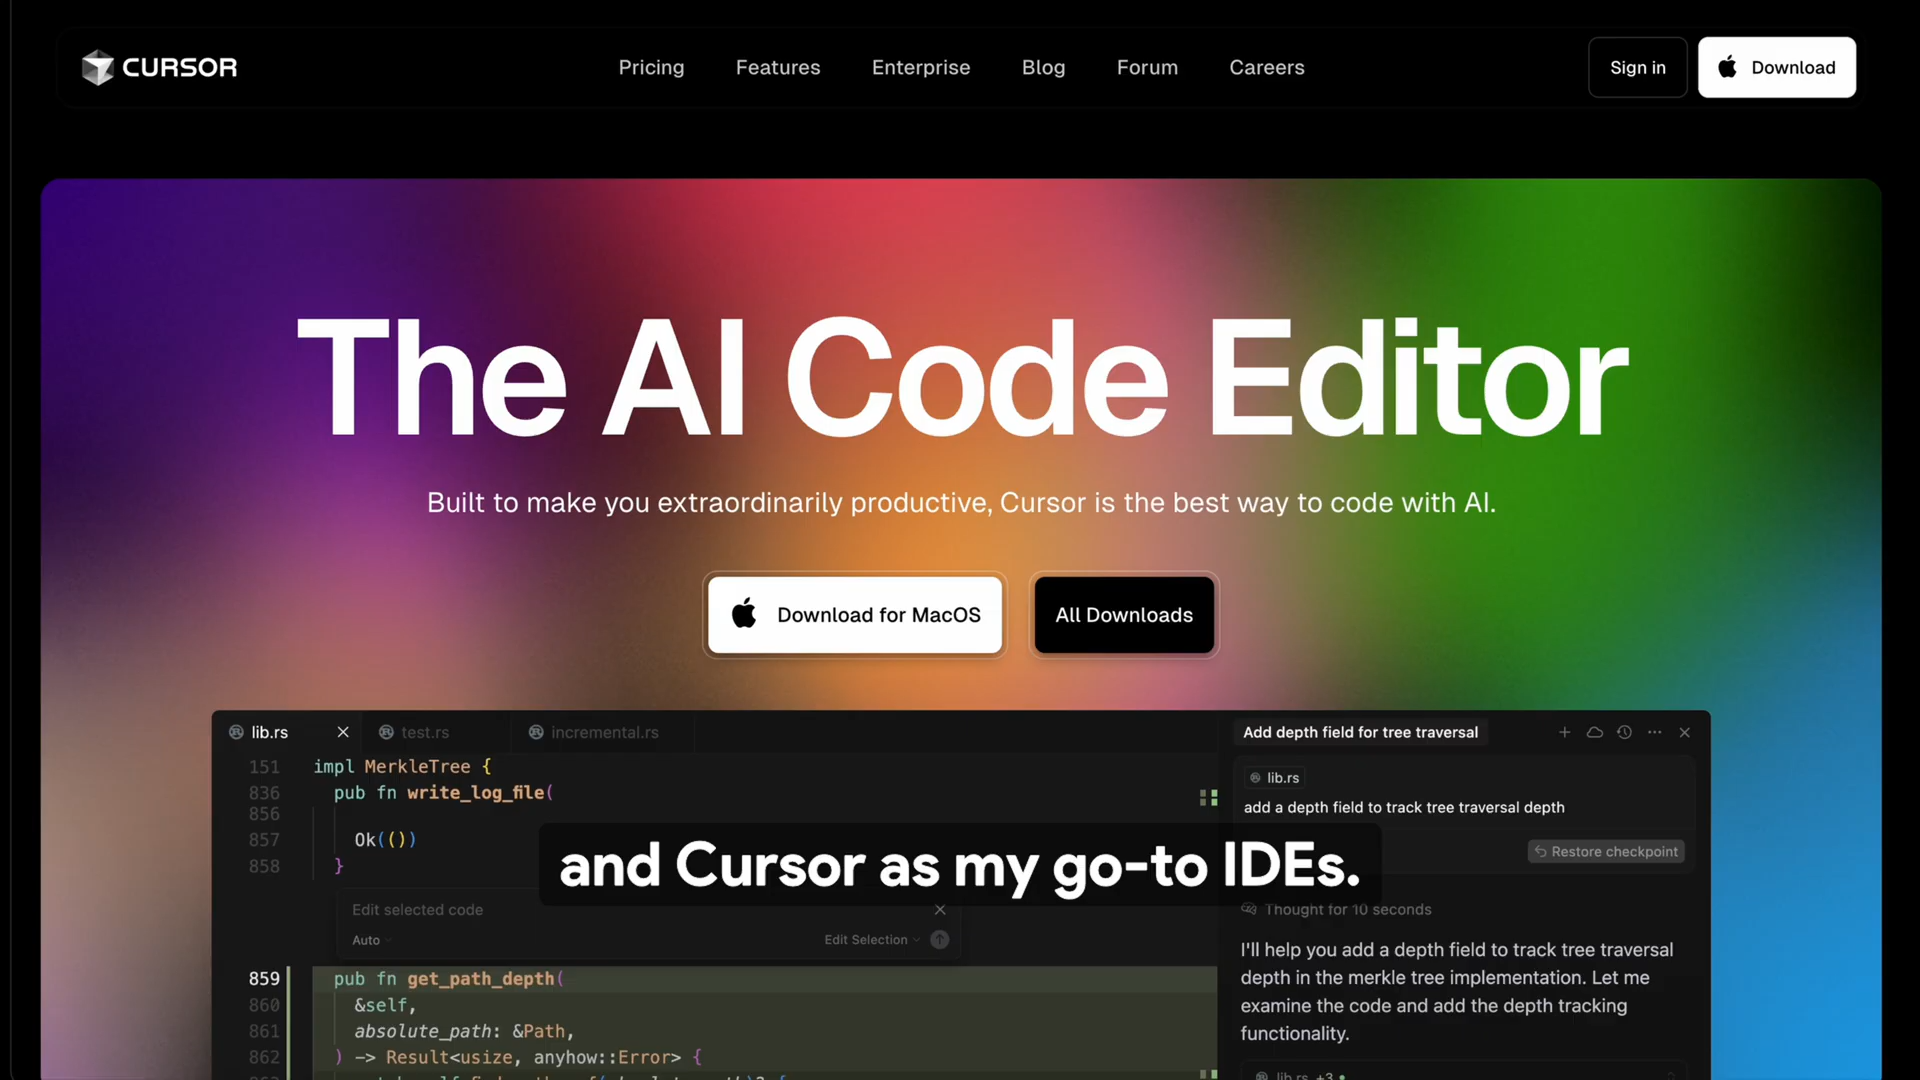 CURSOR
Pricing
Features
Enterprise
Blog
Forum
Careers
Sign in
Download
The AI Code Editor
Built to make you extraordinarily productive, Cursor is the best way to code with AI.
Download for MacOS
All Downloads
lib.rs
test.rs
incremental.rs
151 impl MerkleTree {
836 pub fn write_log_file(
856
857 Ok(())
858 }
Edit selected code
Auto
Edit Selection
859 pub fn get_path_depth(
860 &self,
861 absolute_path: &Path,
862 ) -> Result<usize, anyhow::Error> {
Add depth field for tree traversal
lib.rs
add a depth field to track tree traversal depth
Restore checkpoint
Thought for 10 seconds
I'll help you add a depth field to track tree traversal
depth in the merkle tree implementation. Let me
examine the code and add the depth tracking
functionality.
lib.rs +3
and Cursor as my go-to IDEs.